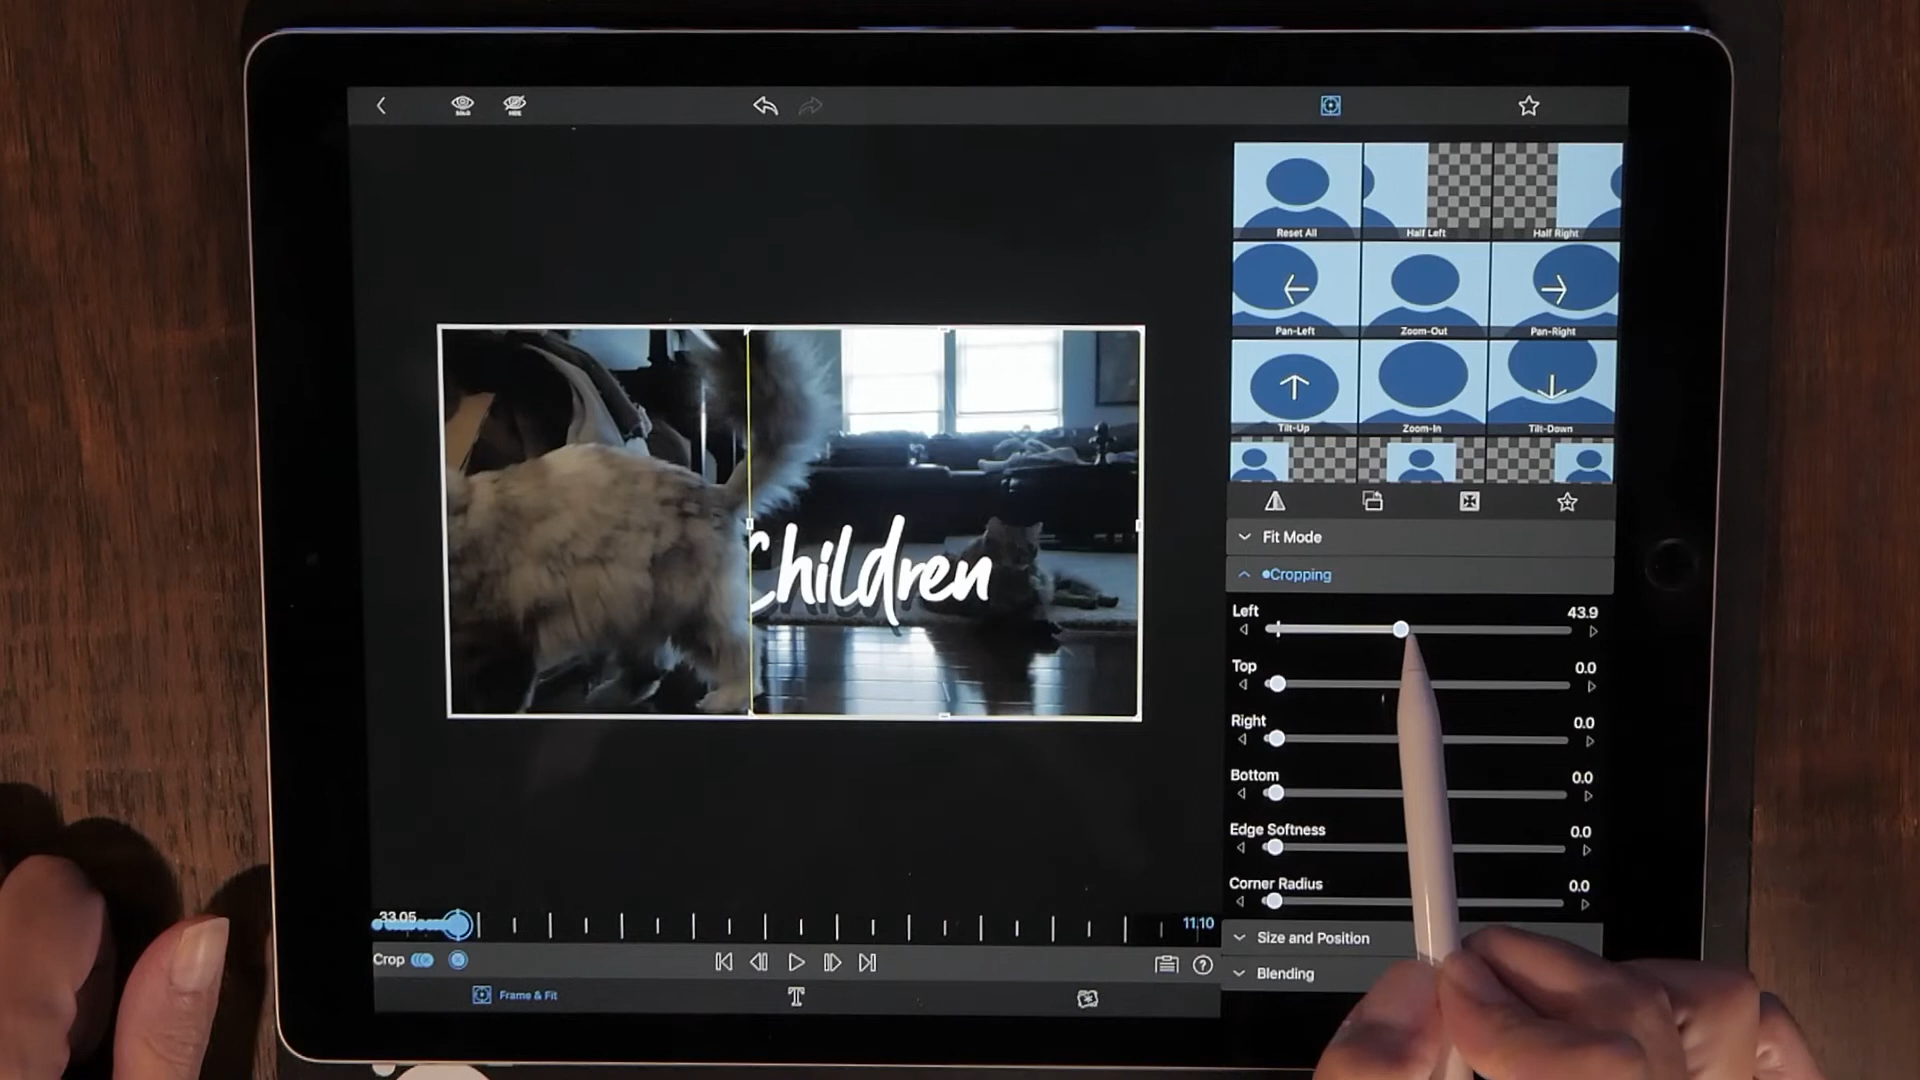 SOLO
HIDE
Reset All
Half Left
Half Right
Pan-Left
Zoom-Out
Pan-Right
Tilt-Up
Zoom-In
Tilt-Down
Fit Mode
Cropping
Left 43.9
Top 0.0
Right 0.0
Bottom 0.0
Edge Softness 0.0
Corner Radius 0.0
Size and Position
Blending
Children
33.05
11.10
Crop
Frame & Fit
T
?